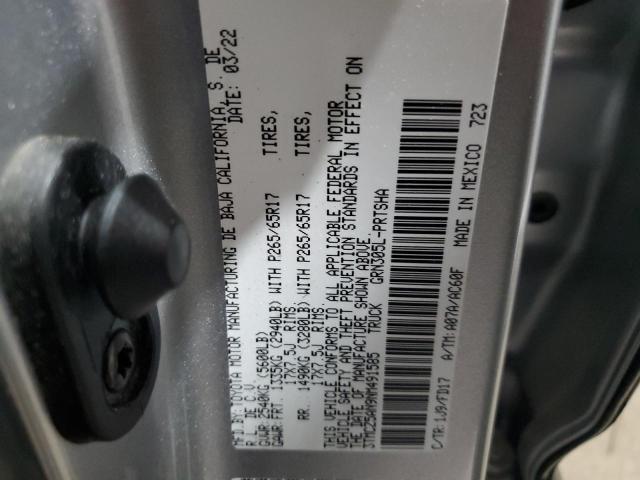 MFD.BY: TOYOTA MOTOR MANUFACTURING DE BAJA CALIFORNIA, S. DE
R.L. DE C.V. DATE: 03/22
GVWR: 2540KG (5600LB)
GAWR: FRT. 1335KG (2940LB) WITH P265/65R17 TIRES,
17X7.5J RIMS
RR. 1490KG (3280LB) WITH P265/65R17 TIRES,
17X7.5J RIMS
THIS VEHICLE CONFORMS TO ALL APPLICABLE FEDERAL MOTOR
VEHICLE SAFETY AND THEFT PREVENTION STANDARDS IN EFFECT ON
THE DATE OF MANUFACTURE SHOWN ABOVE.
TRUCK GRN305L-PRTSHA
C/TR: 1J9/FD17 A/TM: A07A/AC60F MADE IN MEXICO 723